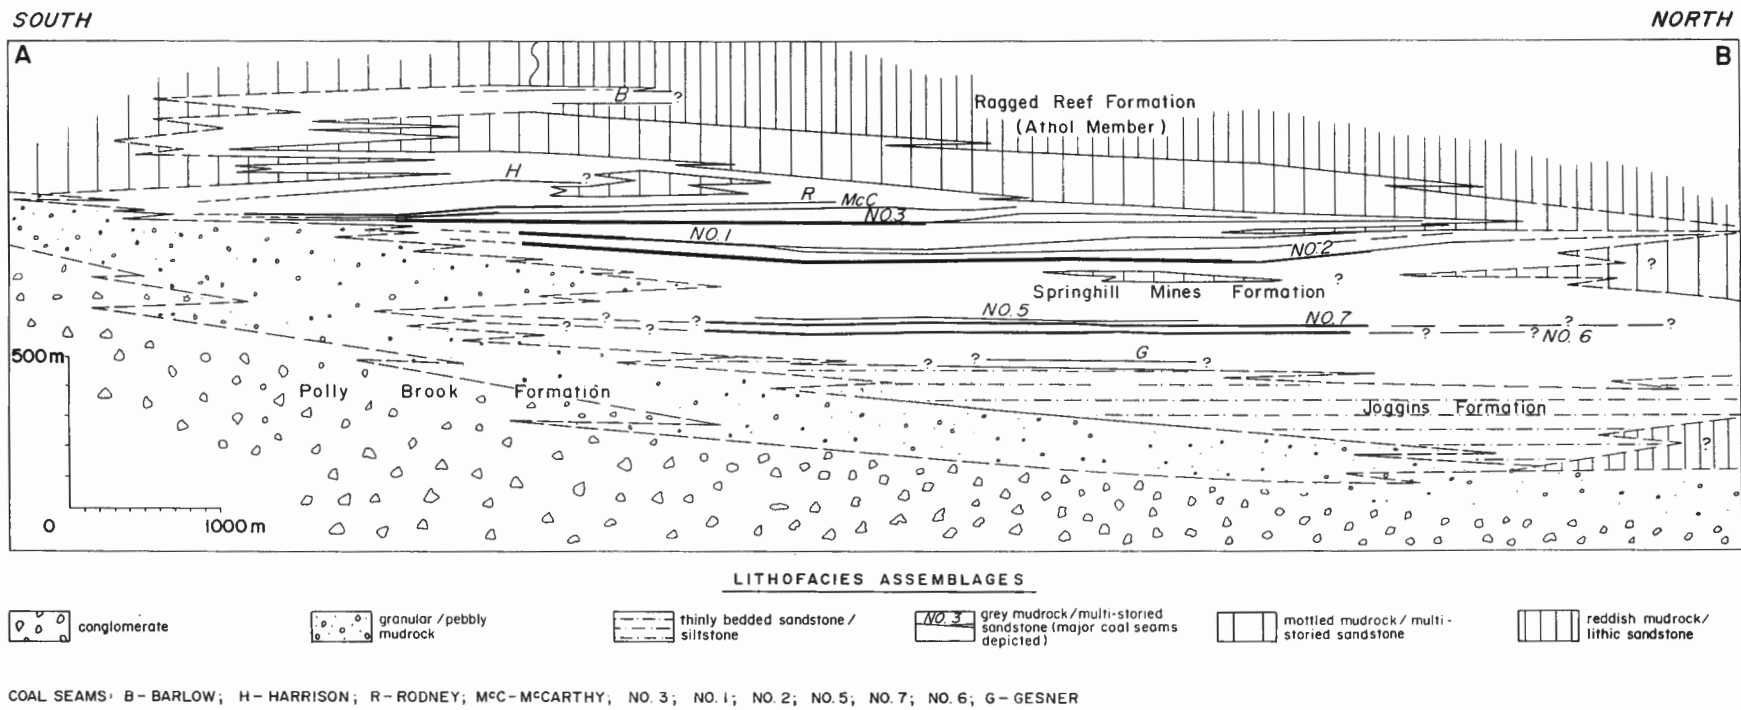 SOUTH NORTH
A B
B ?
Ragged Reef Formation
(Athol Member)
H ?
R McC
NO.3
NO.1
NO.2
?
?
Springhill Mines Formation
NO.5
NO.7
? ? ? ? ?
? ? ? ? NO.6
500m
? ? G ?
Polly Brook Formation
Joggins Formation
?
0 1000m
LITHOFACIES ASSEMBLAGES
conglomerate
granular/pebbly
mudrock
thinly bedded sandstone/
siltstone
NO. 3
grey mudrock/multi-storied
sandstone (major coal seams
depicted)
mottled mudrock/multi-
storied sandstone
reddish mudrock/
lithic sandstone
COAL SEAMS: B-BARLOW; H-HARRISON; R-RODNEY; McC-McCARTHY; NO. 3; NO. 1; NO. 2; NO. 5; NO. 7; NO. 6; G-GESNER